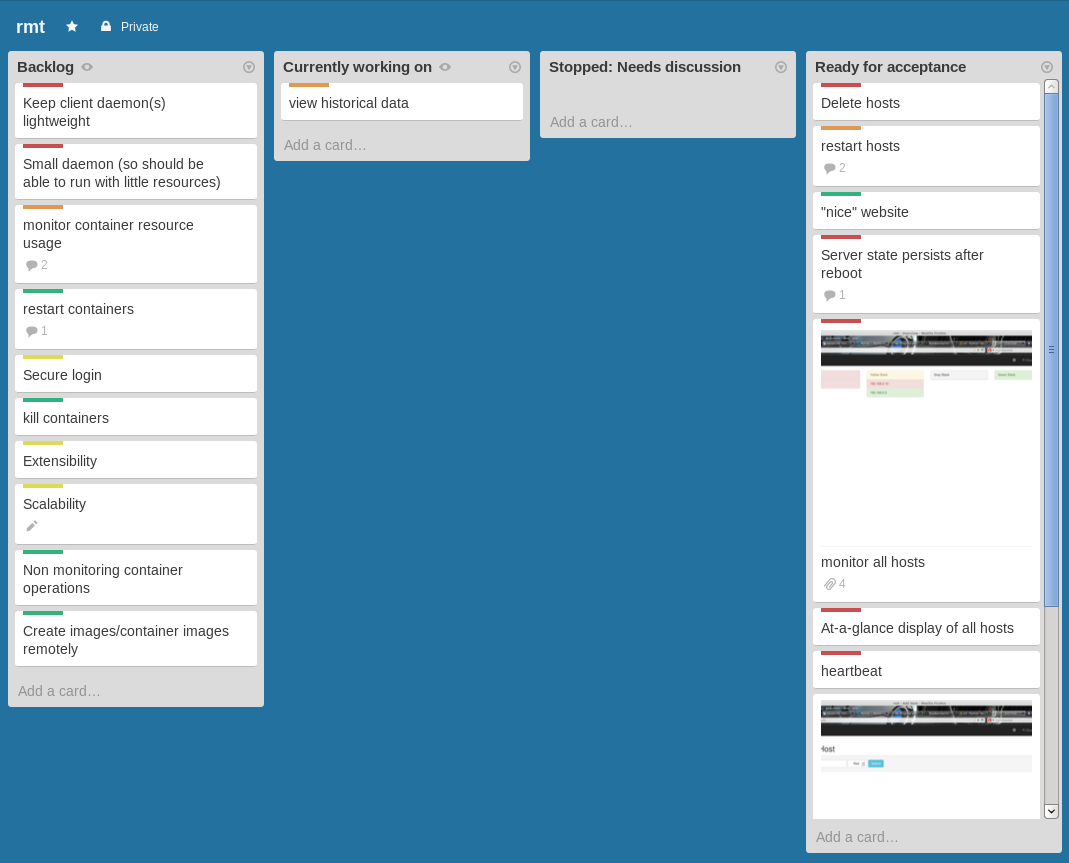 rmt
Private
Backlog
Keep client daemon(s)
lightweight
Small daemon (so should be
able to run with little resources)
monitor container resource
usage
2
restart containers
1
Secure login
kill containers
Extensibility
Scalability
Non monitoring container
operations
Create images/container images
remotely
Add a card…
Currently working on
view historical data
Add a card…
Stopped: Needs discussion
Add a card…
Ready for acceptance
Delete hosts
restart hosts
2
"nice" website
Server state persists after
reboot
1
monitor all hosts
4
At-a-glance display of all hosts
heartbeat
Host
Add a card…